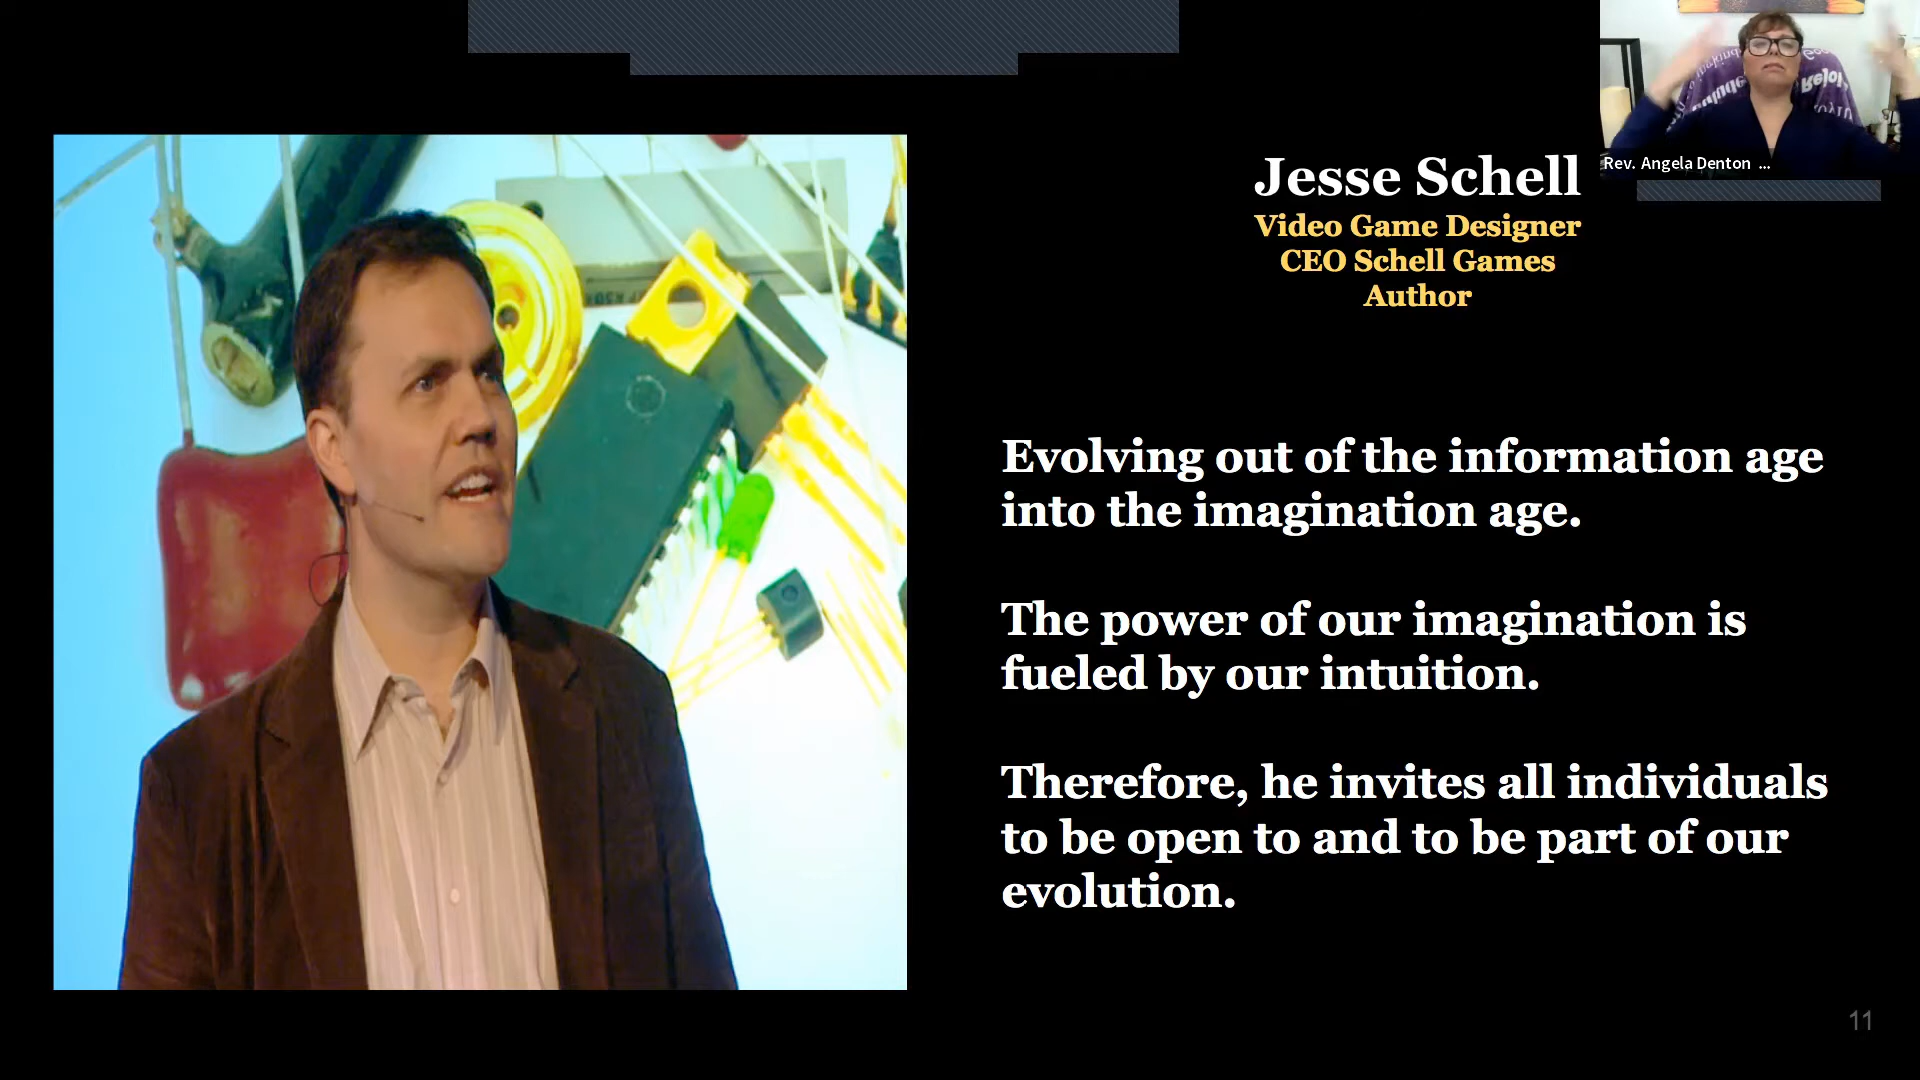 Jesse Schell
Video Game Designer
CEO Schell Games
Author
Rev. Angela Denton ...
Evolving out of the information age
into the imagination age.
The power of our imagination is
fueled by our intuition.
Therefore, he invites all individuals
to be open to and to be part of our
evolution.
11